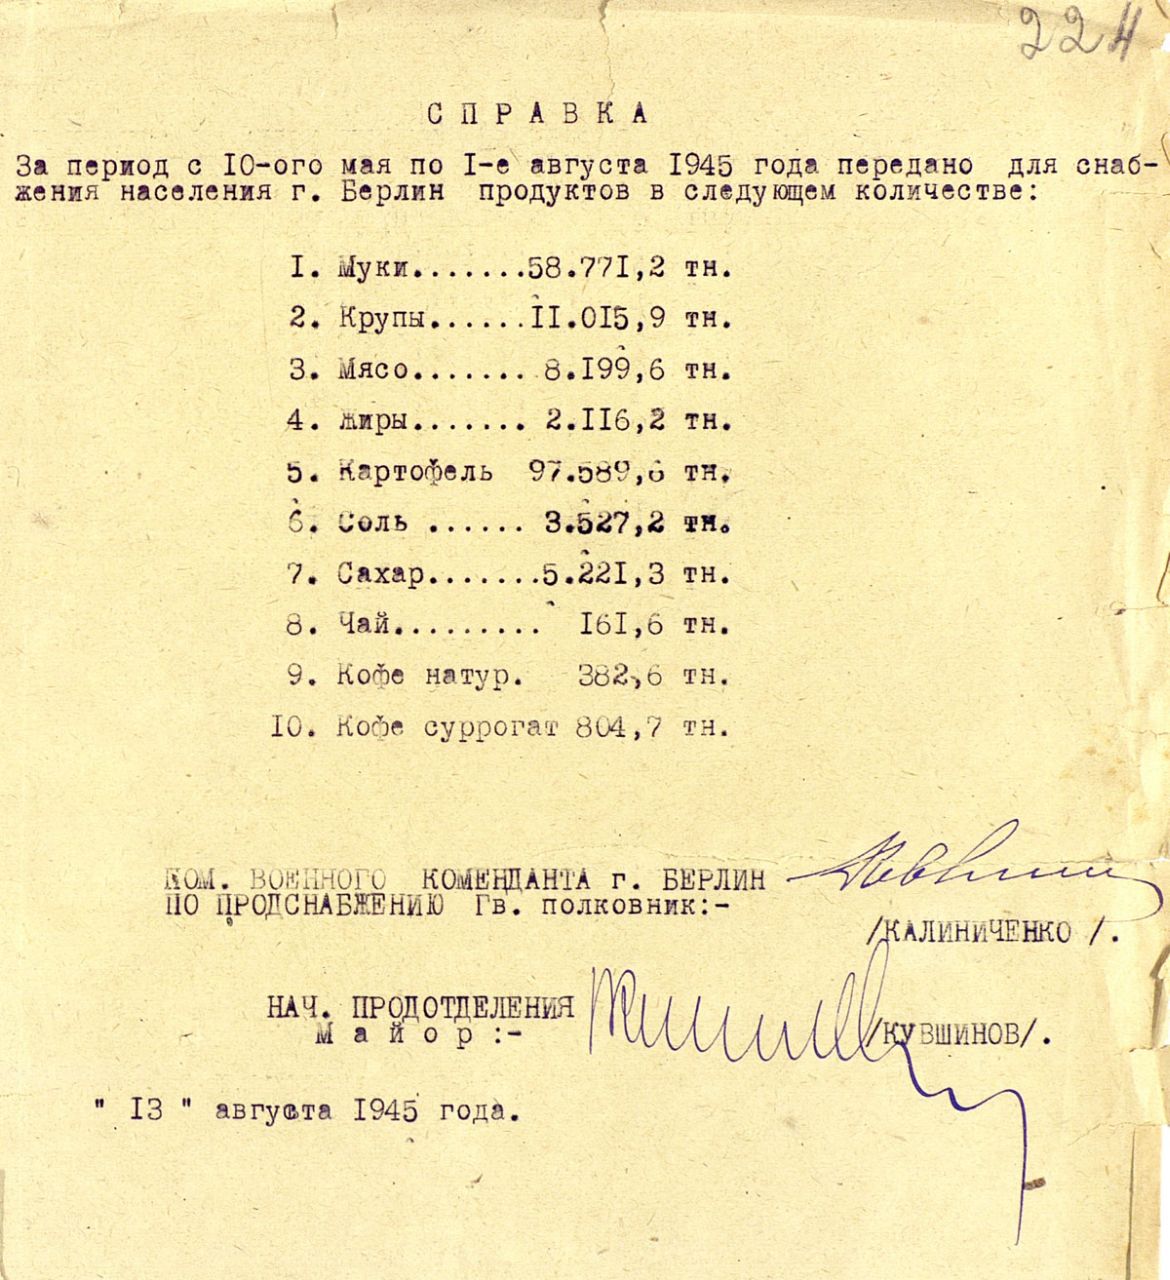 224
СПРАВКА
За период с 10-ого мая по 1-е августа 1945 года передано для снаб-
жения населения г. Берлин продуктов в следующем количестве:
1. Муки.......58.771,2 тн.
2. Крупы......11.015,9 тн.
3. Мясо....... 8.199,6 тн.
4. Жиры....... 2.116,2 тн.
5. Картофель 97.589,6 тн.
6. Соль ...... 3.527,2 тн.
7. Сахар.......5.221,3 тн.
8. Чай......... 161,6 тн.
9. Кофе натур. 382,6 тн.
10. Кофе суррогат 804,7 тн.
ПОМ. ВОЕННОГО КОМЕНДАНТА г. БЕРЛИН
ПО ПРОДСНАБЖЕНИЮ Гв. полковник:-
/КАЛИНИЧЕНКО /.
НАЧ. ПРОДОТДЕЛЕНИЯ
Майор:-
/КУВШИНОВ/.
" 13 " августа 1945 года.